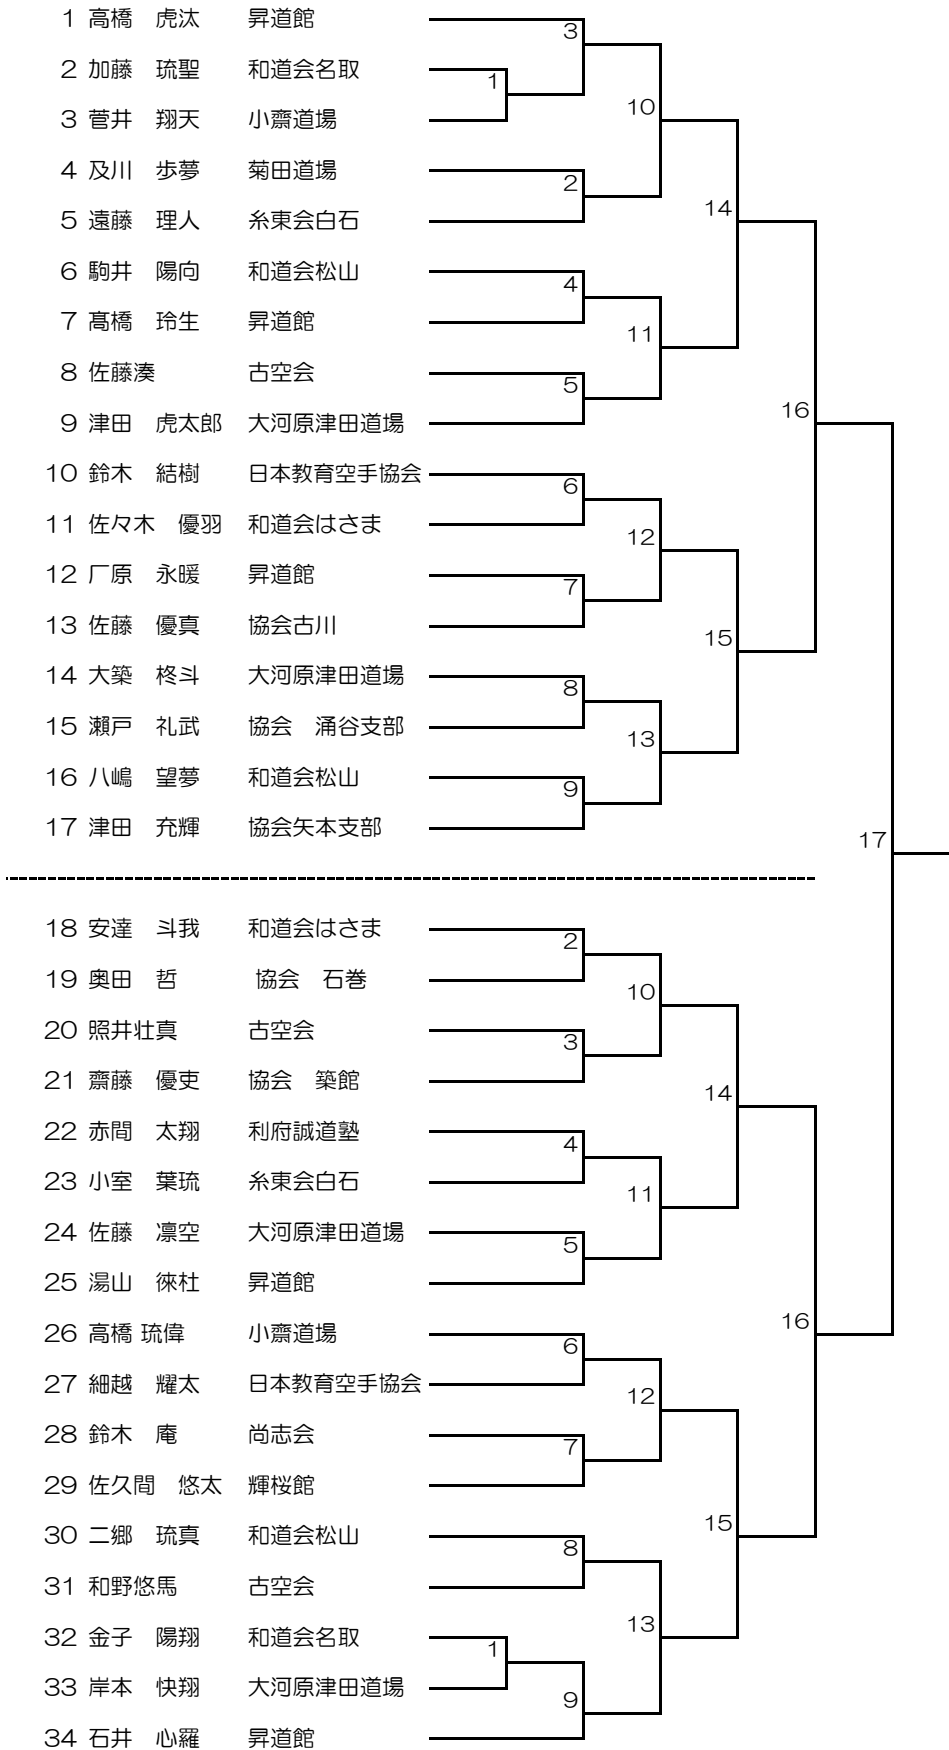 1 高橋　虎汰　昇道館
3
2 加藤　琉聖　和道会名取
1
3 菅井　翔天　小齋道場
10
4 及川　歩夢　菊田道場
2
5 遠藤　理人　糸東会白石
14
6 駒井　陽向　和道会松山
4
7 髙橋　玲生　昇道館
11
8 佐藤湊　古空会
5
9 津田　虎太郎　大河原津田道場
16
10 鈴木　結樹　日本教育空手協会
6
11 佐々木　優羽　和道会はさま
12
12 厂原　永暖　昇道館
7
13 佐藤　優真　協会古川
15
14 大築　柊斗　大河原津田道場
8
15 瀬戸　礼武　協会　涌谷支部
13
16 八嶋　望夢　和道会松山
9
17 津田　充輝　協会矢本支部
17
18 安達　斗我　和道会はさま
2
19 奥田　哲　協会　石巻
10
20 照井壮真　古空会
3
21 齋藤　優吏　協会　築館
14
22 赤間　太翔　利府誠道塾
4
23 小室　葉琉　糸東会白石
11
24 佐藤　凛空　大河原津田道場
5
25 湯山　徠杜　昇道館
16
26 高橋 琉偉　小齋道場
6
27 細越　耀太　日本教育空手協会
12
28 鈴木　庵　尚志会
7
29 佐久間　悠太　輝桜館
15
30 二郷　琉真　和道会松山
8
31 和野悠馬　古空会
13
32 金子　陽翔　和道会名取
1
33 岸本　快翔　大河原津田道場
9
34 石井　心羅　昇道館